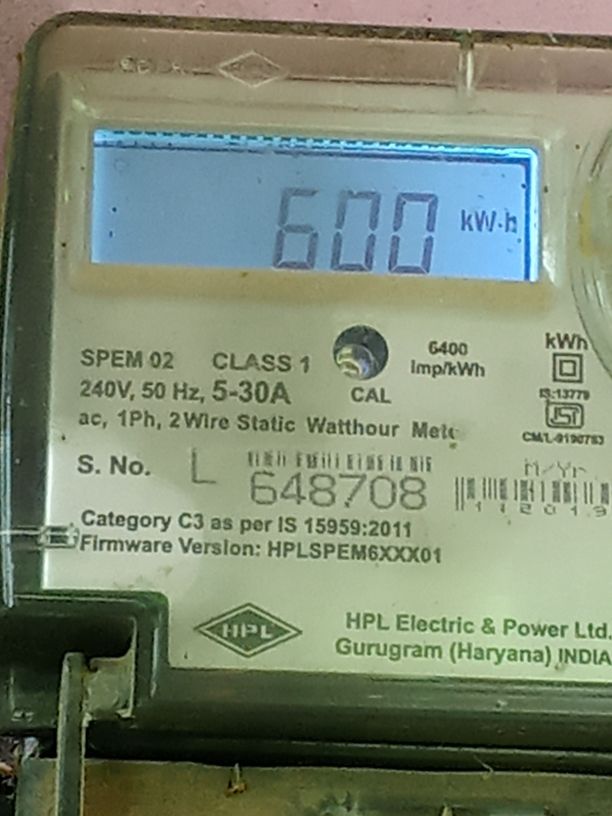 600 kW·h
SPEM 02 CLASS 1
6400
Imp/kWh
kWh
240V, 50 Hz, 5-30A
CAL
IS:13779
ac, 1Ph, 2Wire Static Watthour
S. No. L 648708
M/Yr
112019
Category C3 as per IS 15959:2011
Firmware Version: HPLSPEM6XXX01
HPL
HPL Electric & Power Ltd.
Gurugram (Haryana) INDIA